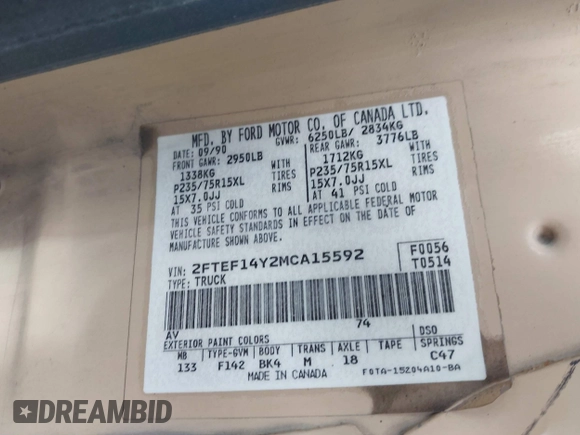 MFD. BY FORD MOTOR CO. OF CANADA LTD.
DATE: 09/90 GVWR: 6250LB/ 2834KG
FRONT GAWR: 2950LB REAR GAWR: 3776LB
1338KG WITH 1712KG WITH
P235/75R15XL TIRES P235/75R15XL TIRES
15X7.0JJ RIMS 15X7.0JJ RIMS
AT 35 PSI COLD AT 41 PSI COLD
THIS VEHICLE CONFORMS TO ALL APPLICABLE FEDERAL MOTOR
VEHICLE SAFETY STANDARDS IN EFFECT ON THE DATE OF
MANUFACTURE SHOWN ABOVE.
VIN: 2FTEF14Y2MCA15592 F0056
TYPE: TRUCK T0514
AV 74
EXTERIOR PAINT COLORS DSO
WB TYPE-GVM BODY TRANS AXLE TAPE SPRINGS
133 F142 BK4 M 18 C47
MADE IN CANADA FOTA-15204A10-BA
DREAMBID